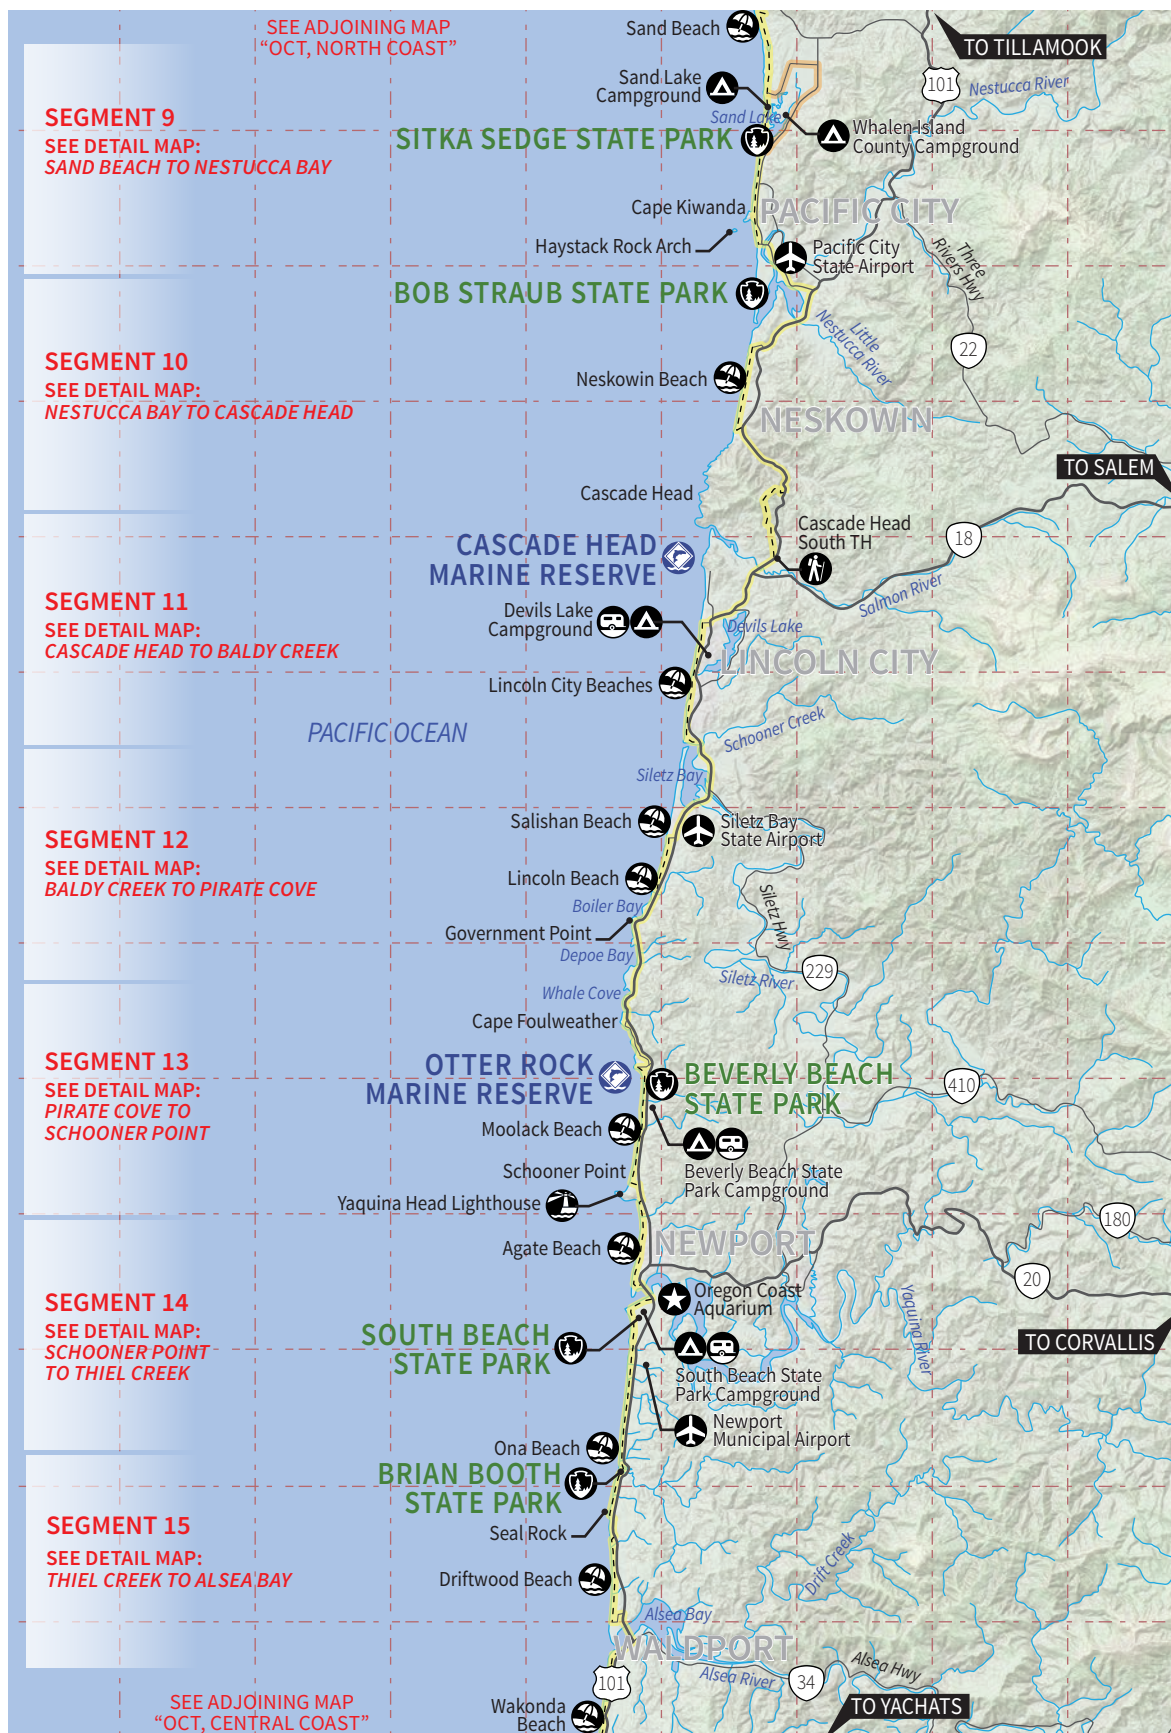 SEE ADJOINING MAP
“OCT, NORTH COAST”
Sand Beach
TO TILLAMOOK
101
Nestucca River
Sand Lake
Campground
Sand Lake
SEGMENT 9
SEE DETAIL MAP:
SAND BEACH TO NESTUCCA BAY
SITKA SEDGE STATE PARK
Whalen Island
County Campground
Cape Kiwanda
PACIFIC CITY
Haystack Rock Arch
Pacific City
State Airport
Three
Rivers Hwy
BOB STRAUB STATE PARK
Little
Nestucca River
22
SEGMENT 10
SEE DETAIL MAP:
NESTUCCA BAY TO CASCADE HEAD
Neskowin Beach
NESKOWIN
TO SALEM
Cascade Head
Cascade Head
South TH
18
CASCADE HEAD
MARINE RESERVE
Salmon River
SEGMENT 11
SEE DETAIL MAP:
CASCADE HEAD TO BALDY CREEK
Devils Lake
Campground
Devils Lake
LINCOLN CITY
Lincoln City Beaches
PACIFIC OCEAN
Schooner Creek
Siletz Bay
Salishan Beach
Siletz Bay
State Airport
SEGMENT 12
SEE DETAIL MAP:
BALDY CREEK TO PIRATE COVE
Lincoln Beach
Boiler Bay
Siletz Hwy
Government Point
Depoe Bay
229
Siletz River
Whale Cove
Cape Foulweather
SEGMENT 13
SEE DETAIL MAP:
PIRATE COVE TO
SCHOONER POINT
OTTER ROCK
MARINE RESERVE
BEVERLY BEACH
STATE PARK
410
Moolack Beach
Beverly Beach State
Park Campground
Schooner Point
Yaquina Head Lighthouse
180
Agate Beach
NEWPORT
20
SEGMENT 14
SEE DETAIL MAP:
SCHOONER POINT
TO THIEL CREEK
Oregon Coast
Aquarium
Yaquina River
SOUTH BEACH
STATE PARK
TO CORVALLIS
South Beach State
Park Campground
Newport
Municipal Airport
Ona Beach
BRIAN BOOTH
STATE PARK
SEGMENT 15
SEE DETAIL MAP:
THIEL CREEK TO ALSEA BAY
Seal Rock
Drift Creek
Driftwood Beach
Alsea Bay
WALDPORT
Alsea Hwy
Alsea River
34
101
SEE ADJOINING MAP
“OCT, CENTRAL COAST”
Wakonda
Beach
TO YACHATS